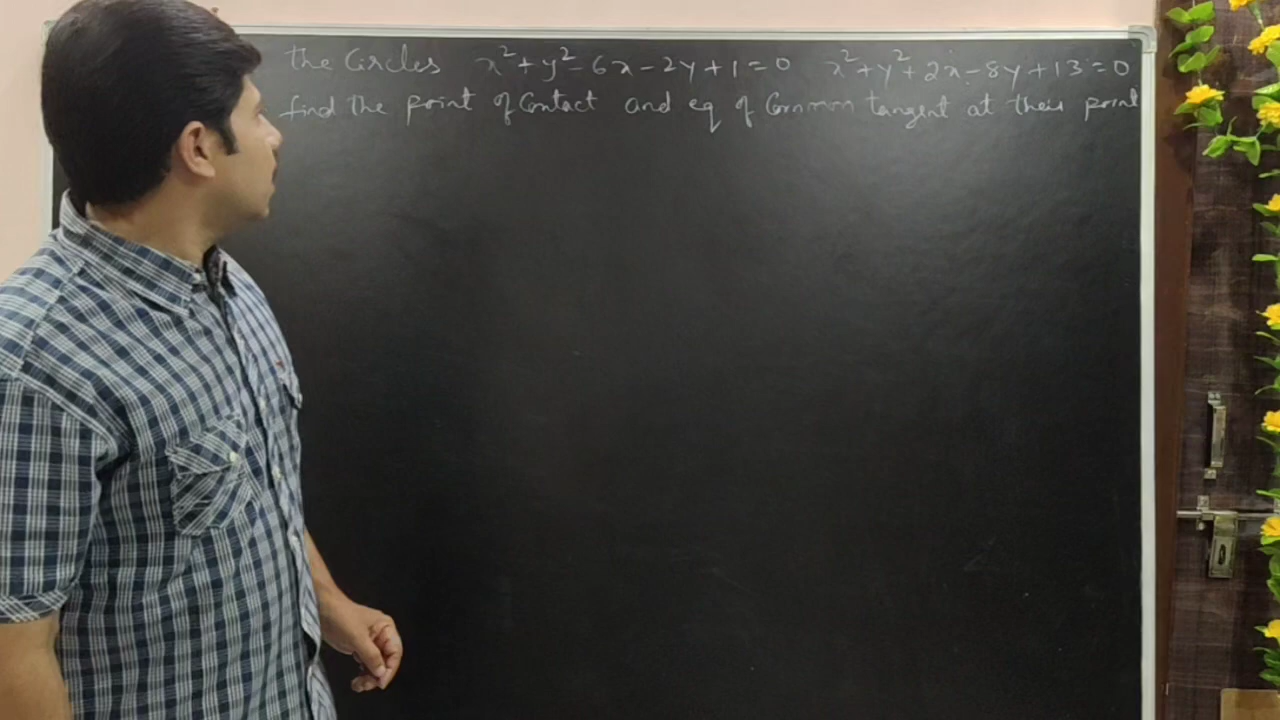 the Circles x²+y²-6x-2y+1=0 x²+y²+2x-8y+13=0
find the point of Contact and eq of Common tangent at their point